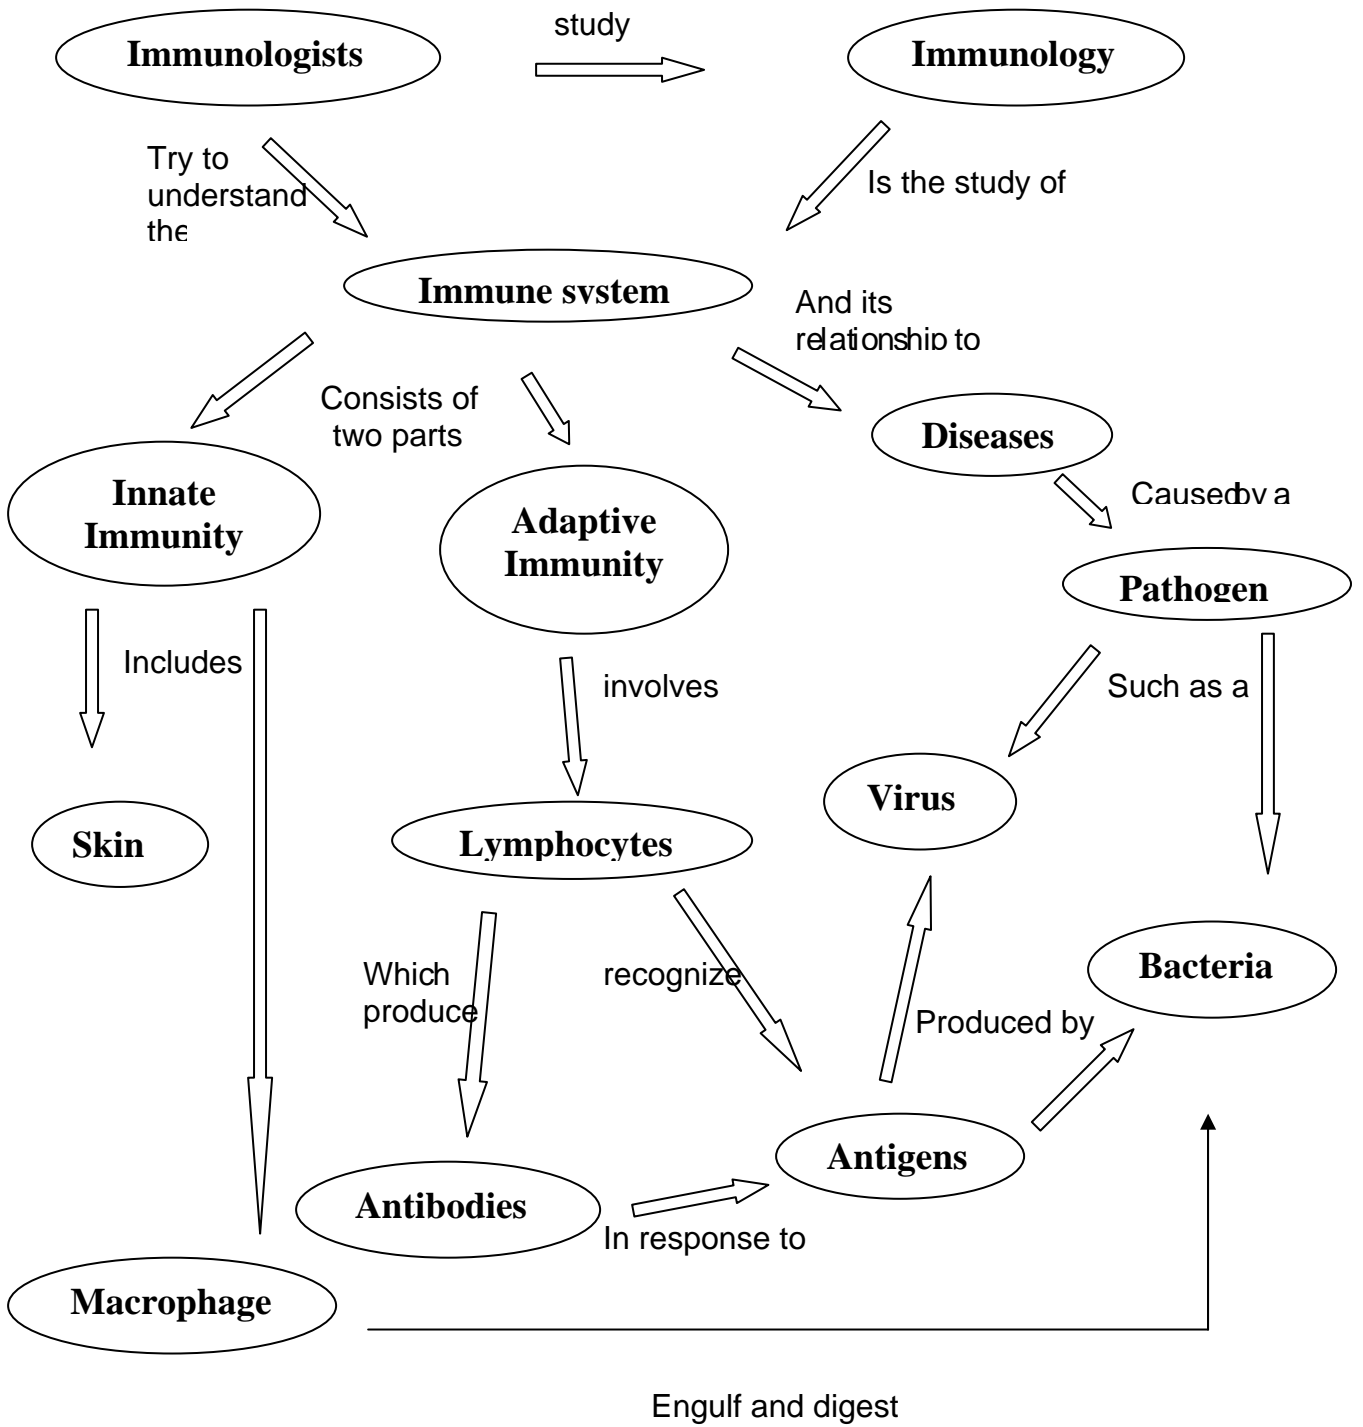 study
Immunologists
Immunology
Try to
understand
the
Is the study of
Immune system
And its
relationship to
Consists of
two parts
Diseases
Innate
Immunity
Adaptive
Immunity
Caused by a
Pathogen
Includes
involves
Such as a
Virus
Skin
Lymphocytes
Which
produce
recognize
Bacteria
Produced by
Antigens
Antibodies
In response to
Macrophage
Engulf and digest